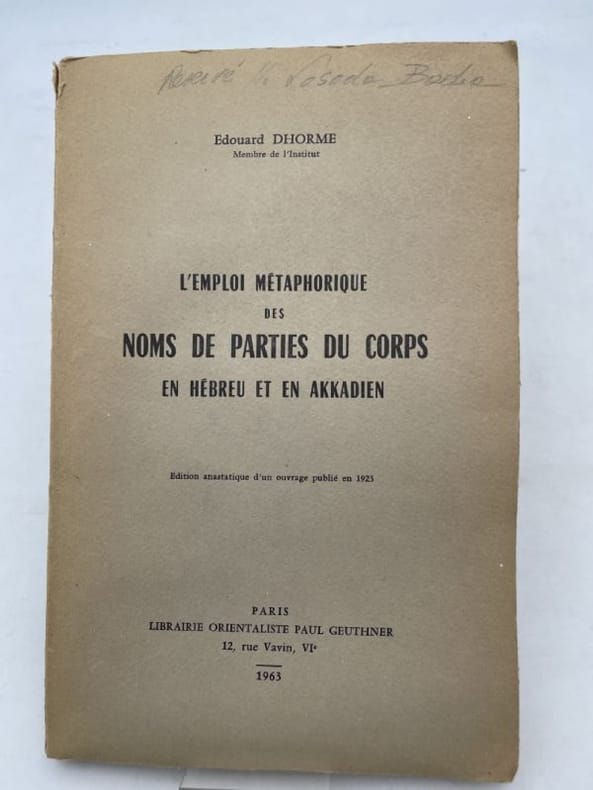 Réservé
Edouard DHORME
Membre de l'Institut
L'EMPLOI MÉTAPHORIQUE
DES
NOMS DE PARTIES DU CORPS
EN HÉBREU ET EN AKKADIEN
Edition anastatique d'un ouvrage publié en 1923
PARIS
LIBRAIRIE ORIENTALISTE PAUL GEUTHNER
12, rue Vavin, VIᵉ
1963